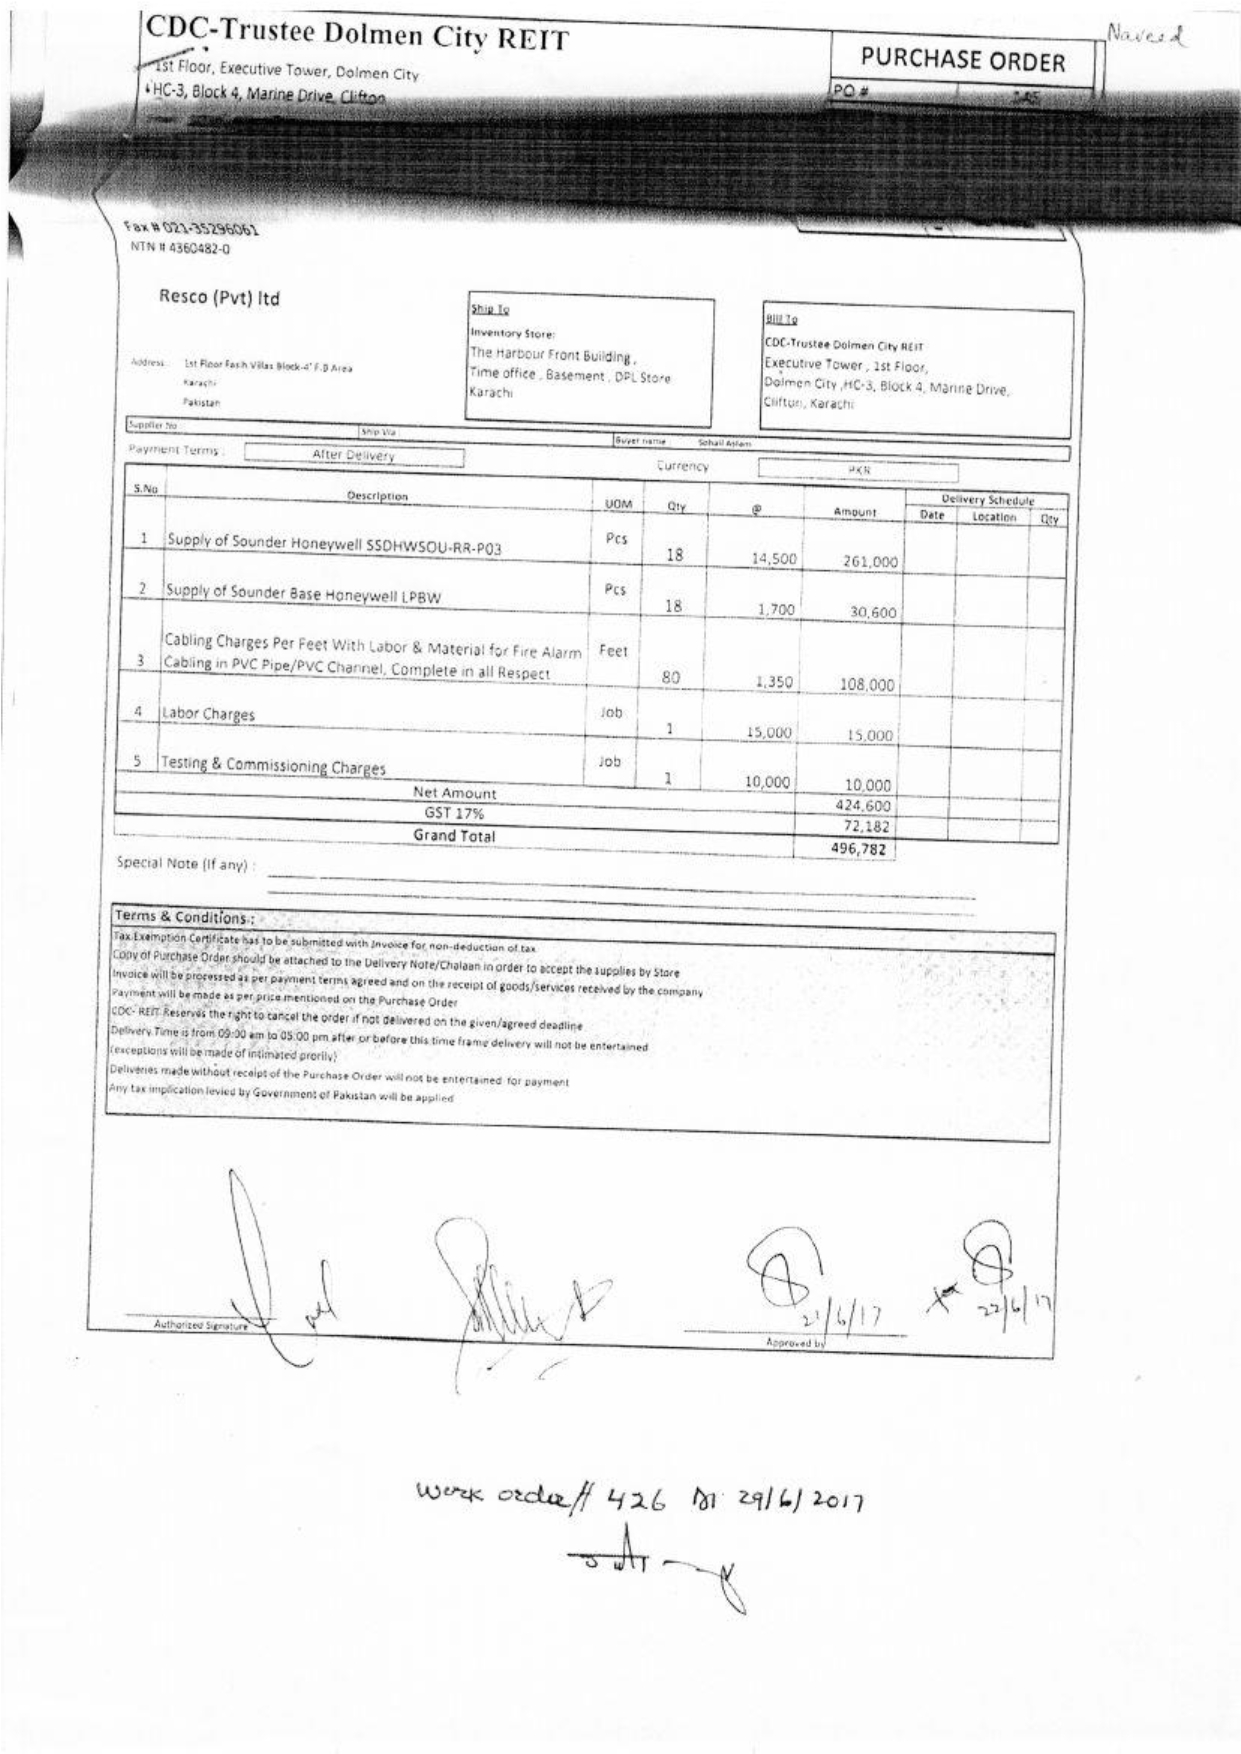 Naveed
CDC-Trustee Dolmen City REIT
1st Floor, Executive Tower, Dolmen City
HC-3, Block 4, Marine Drive, Clifton
PURCHASE ORDER
PO #
Fax # 021-35296061
NTN # 4360482-0
Resco (Pvt) ltd
Address : 1st Floor Fasih Villas Block-4' F.B Area
Karachi
Pakistan
Ship To
Inventory Store:
The Harbour Front Building ,
Time office , Basement , DPL Store
Karachi
Bill To
CDC-Trustee Dolmen City REIT
Executive Tower , 1st Floor,
Dolmen City ,HC-3, Block 4, Marine Drive,
Clifton, Karachi
Supplier No Ship Via Buyer name Sohail Aslam
Payment Terms : After Delivery Currency PKR
S.No Description UOM Qty @ Amount Delivery Schedule
Date Location Qty
1 Supply of Sounder Honeywell SSDHWSOU-RR-P03 Pcs 18 14,500 261,000
2 Supply of Sounder Base Honeywell LPBW Pcs 18 1,700 30,600
Cabling Charges Per Feet With Labor & Material for Fire Alarm
3 Cabling in PVC Pipe/PVC Channel, Complete in all Respect Feet 80 1,350 108,000
4 Labor Charges Job 1 15,000 15,000
5 Testing & Commissioning Charges Job 1 10,000 10,000
Net Amount 424,600
GST 17% 72,182
Grand Total 496,782
Special Note (If any) :
Terms & Conditions :
Tax Exemption Certificate has to be submitted with Invoice for non-deduction of tax
Copy of Purchase Order should be attached to the Delivery Note/Chalaan in order to accept the supplies by Store
Invoice will be processed as per payment terms agreed and on the receipt of goods/services received by the company
Payment will be made as per price mentioned on the Purchase Order
CDC- REIT Reserves the right to cancel the order if not delivered on the given/agreed deadline
Delivery Time is from 09:00 am to 05:00 pm after or before this time frame delivery will not be entertained
(exceptions will be made of intimated prorily)
Deliveries made without receipt of the Purchase Order will not be entertained for payment
Any tax implication levied by Government of Pakistan will be applied
21/6/17
22/6/17
Authorized Signature
Approved by
Work order # 426 Dt 29/6/2017